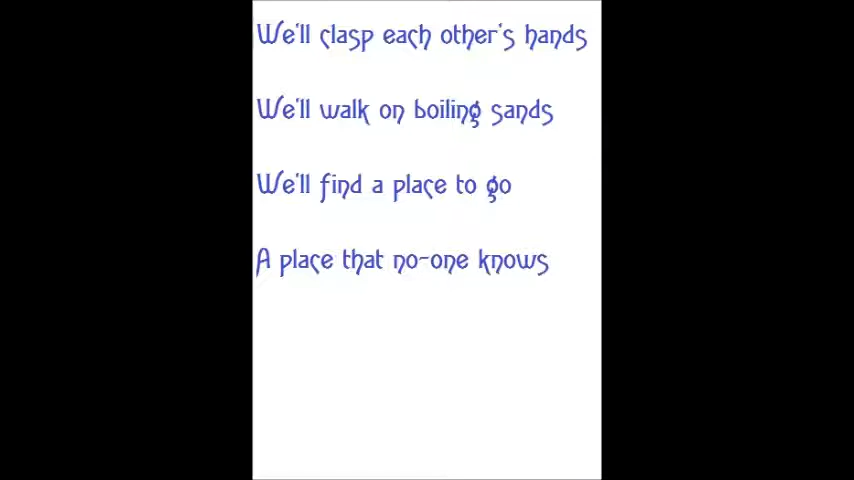 We'll clasp each other's hands
We'll walk on boiling sands
We'll find a place to go
A place that no-one knows